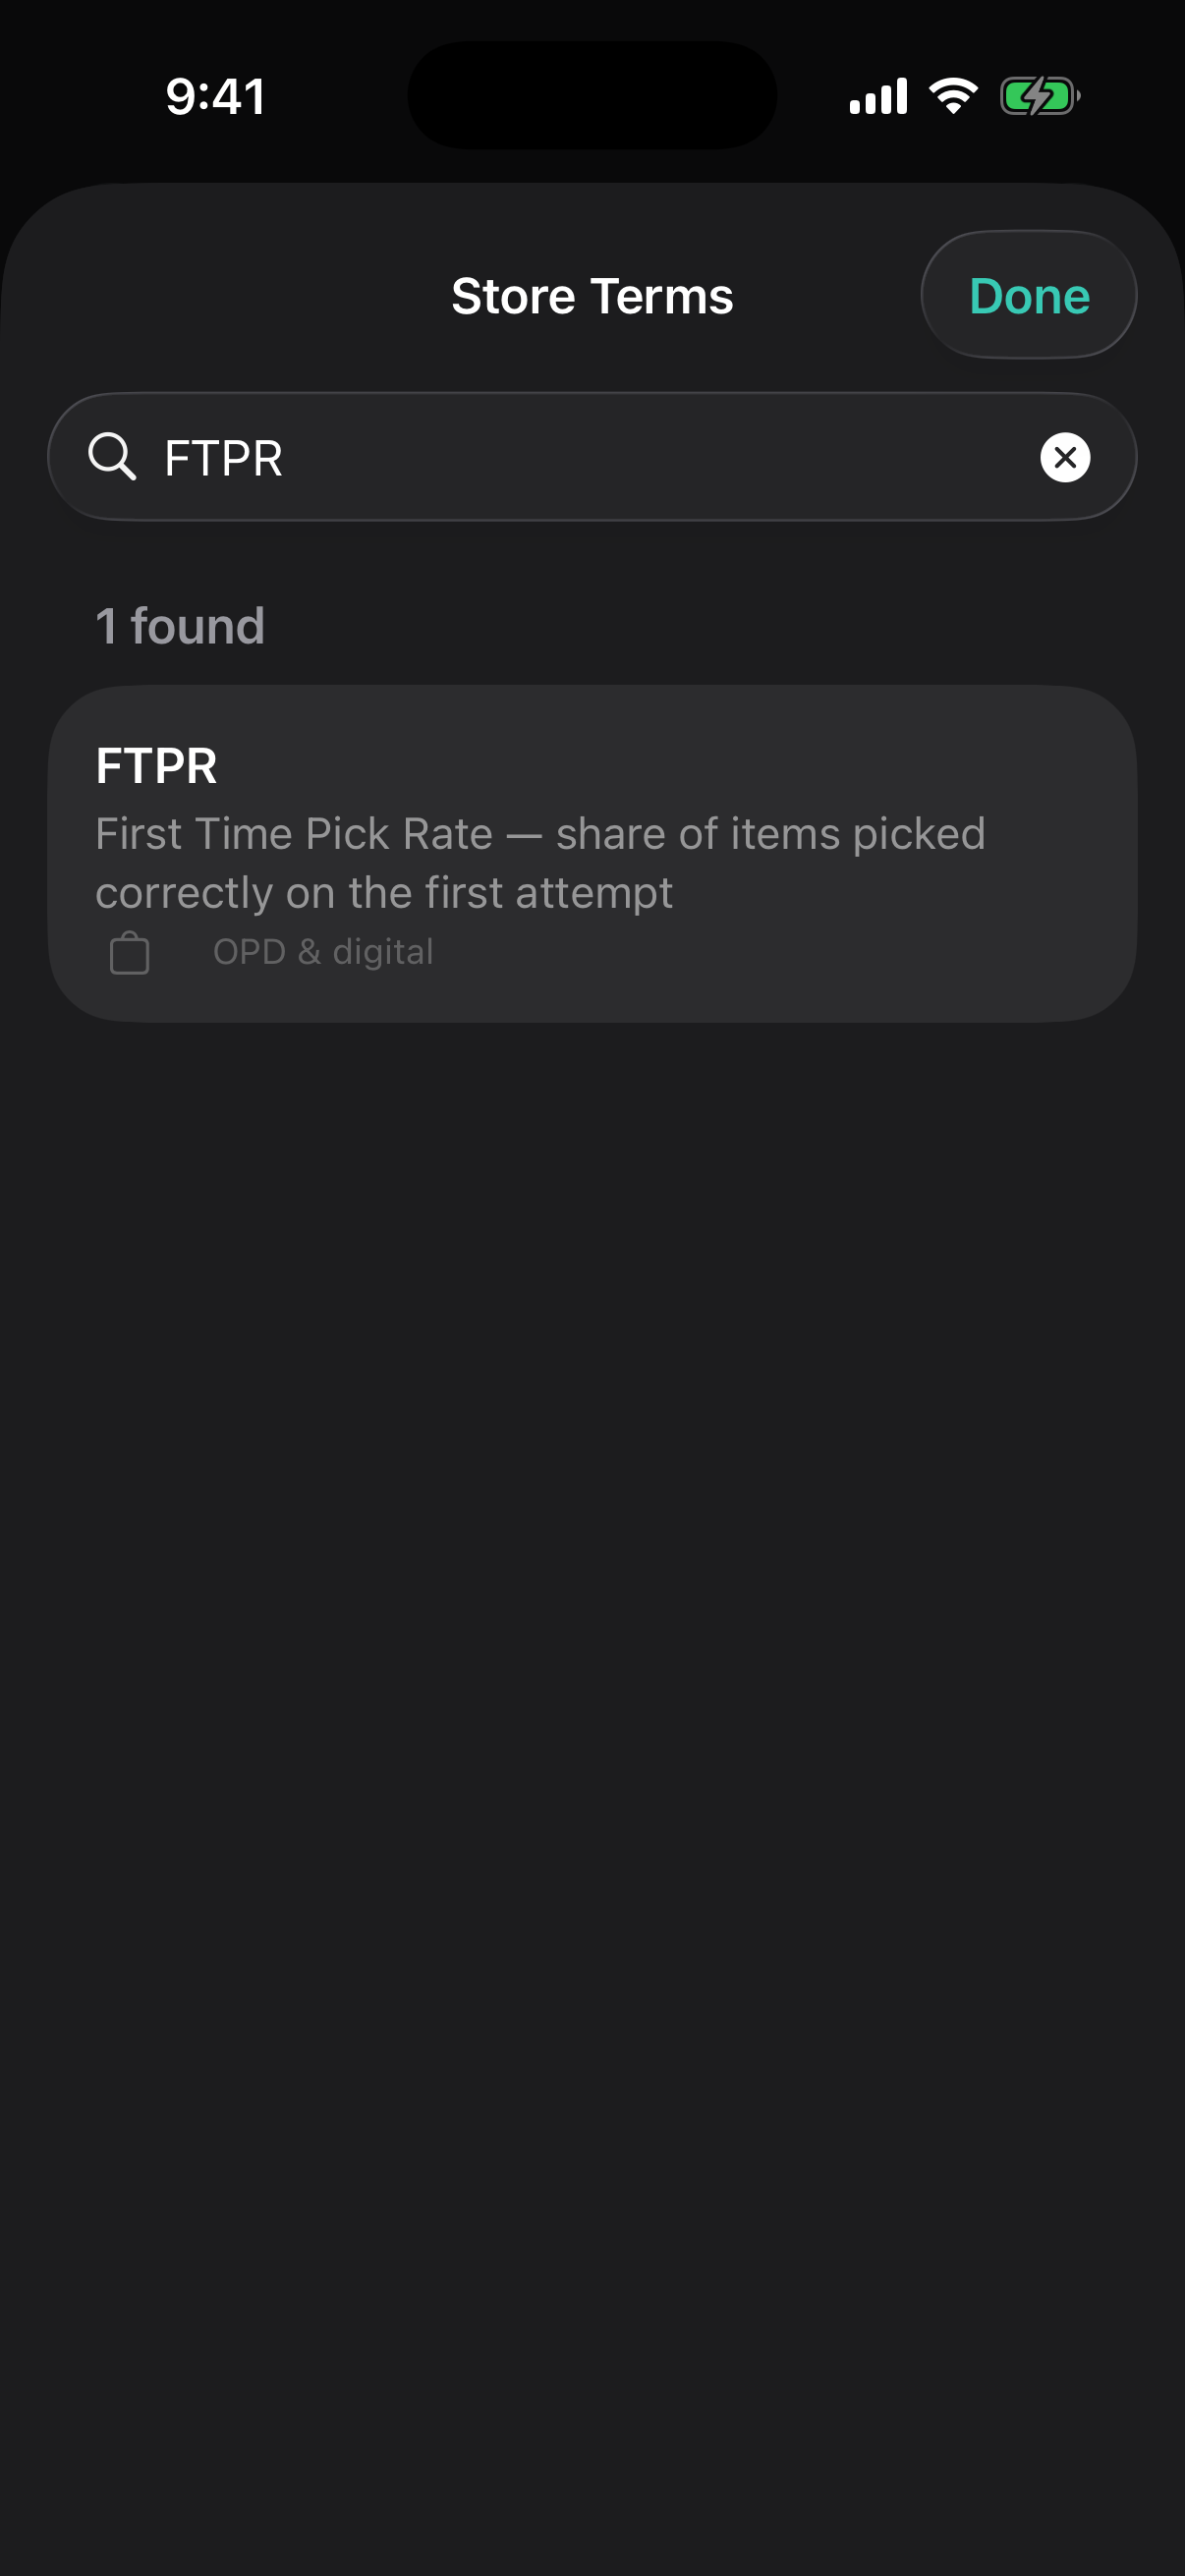 9:41
Store Terms
Done
FTPR
1 found
FTPR
First Time Pick Rate — share of items picked
correctly on the first attempt
OPD & digital